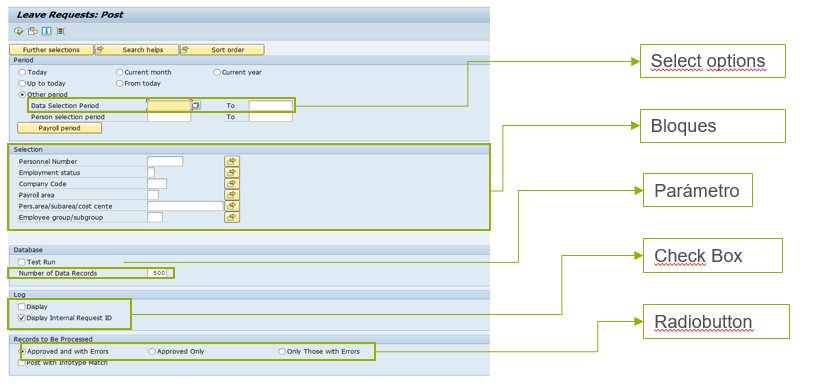 Leave Requests: Post
Further selections Search helps Sort order
Period
Today Current month Current year
Up to today From today
Other period
Data Selection Period To
Person selection period To
Payroll period
Selection
Personnel Number
Employment status
Company Code
Payroll area
Pers.area/subarea/cost cente
Employee group/subgroup
Database
Test Run
Number of Data Records 500
Log
Display
Display Internal Request ID
Records to Be Processed
Approved and with Errors Approved Only Only Those with Errors
Post with Infotype Match
Select options
Bloques
Parámetro
Check Box
Radiobutton